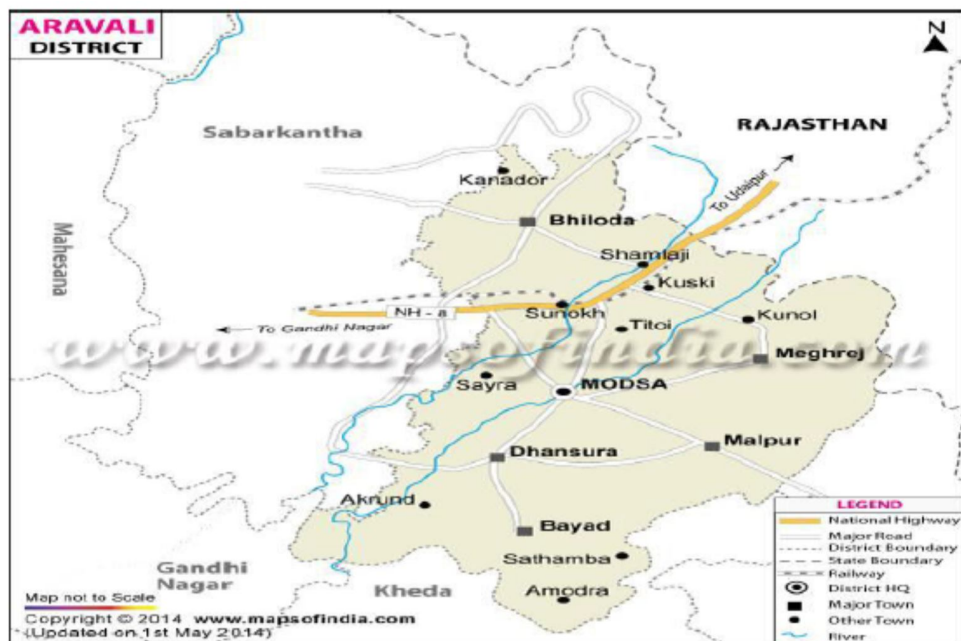 ARAVALI
DISTRICT
N
Sabarkantha
RAJASTHAN
Kanador
To Udaipur
Bhiloda
Mahesana
Shamlaji
Kuski
NH - 8
Sunokh
Kunol
To Gandhi Nagar
Titoi
www.mapsofindia.com
Meghrej
Sayra
MODSA
Dhansura
Malpur
Akrund
Bayad
Sathamba
Amodra
Gandhi
Nagar
Kheda
LEGEND
National Highway
Major Road
District Boundary
State Boundary
Railway
District HQ
Major Town
Other Town
River
Map not to Scale
Copyright © 2014 www.mapsofindia.com
(Updated on 1st May 2014)